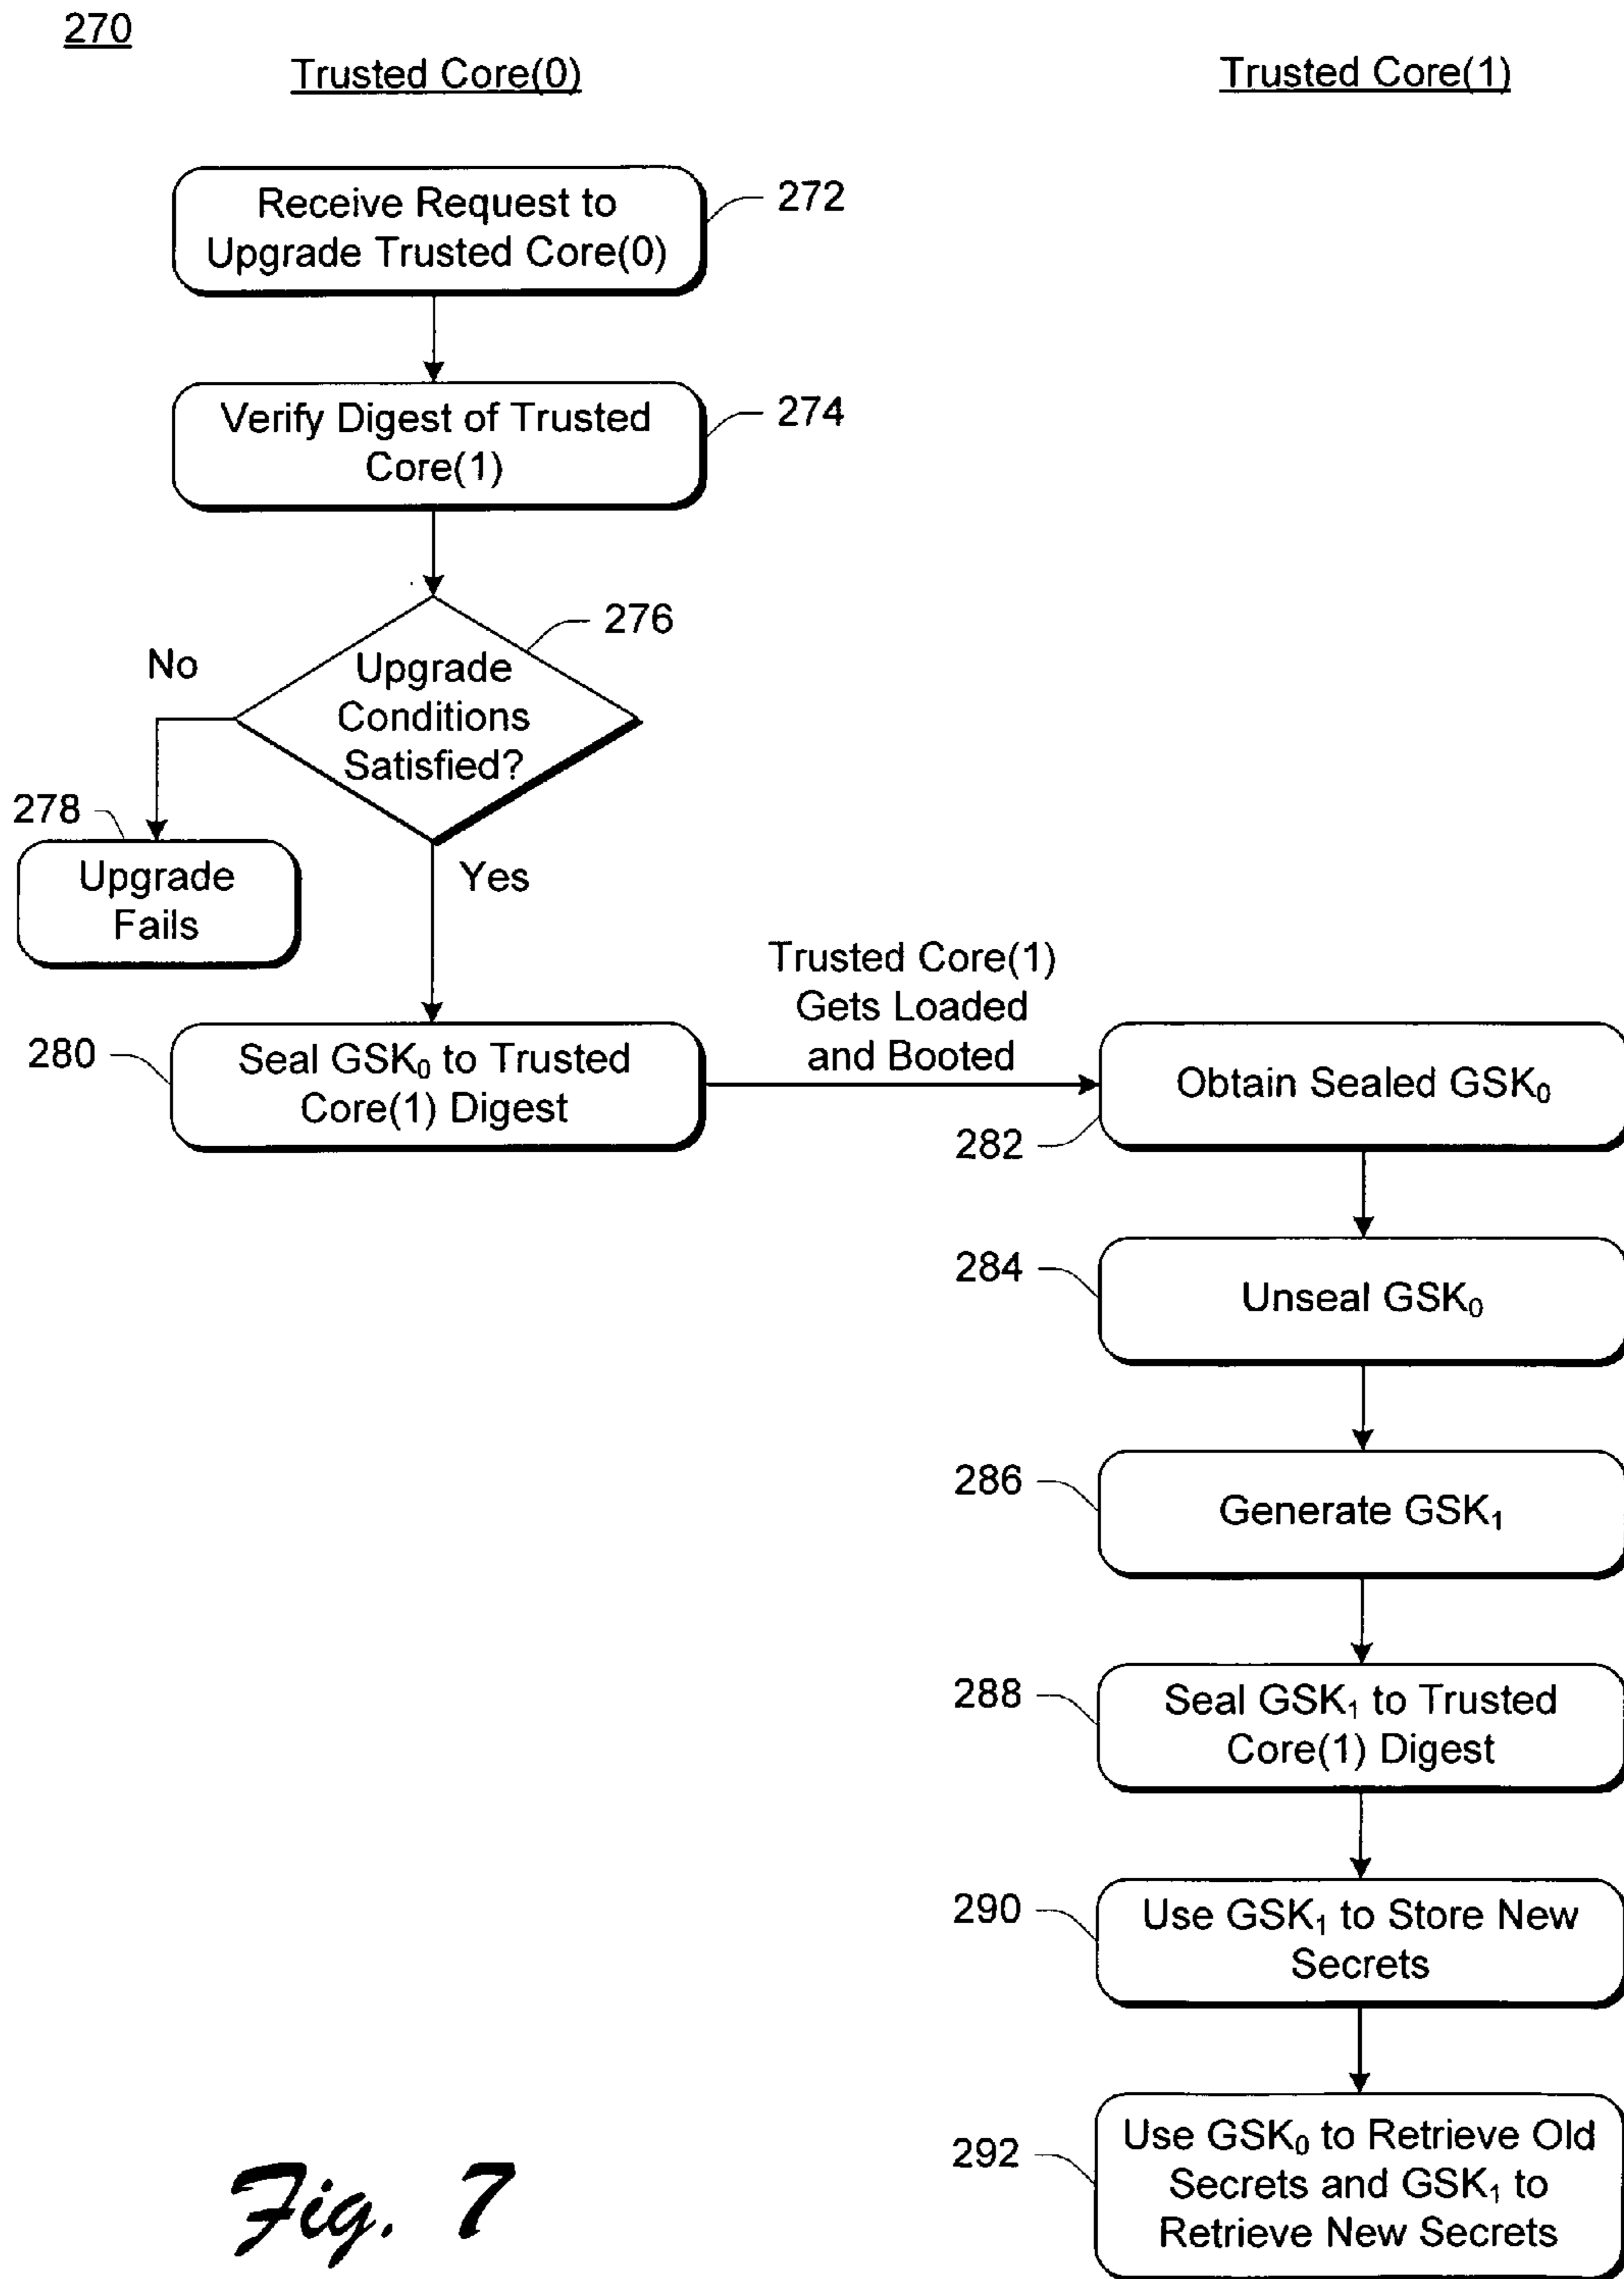 270
Trusted Core(0)
Trusted Core(1)
Receive Request to
Upgrade Trusted Core(0)
272
Verify Digest of Trusted
Core(1)
274
276
Upgrade
Conditions
Satisfied?
No
278
Upgrade
Fails
Yes
280
Seal GSK₀ to Trusted
Core(1) Digest
Trusted Core(1)
Gets Loaded
and Booted
Obtain Sealed GSK₀
282
284
Unseal GSK₀
286
Generate GSK₁
288
Seal GSK₁ to Trusted
Core(1) Digest
290
Use GSK₁ to Store New
Secrets
292
Use GSK₀ to Retrieve Old
Secrets and GSK₁ to
Retrieve New Secrets
Fig. 7